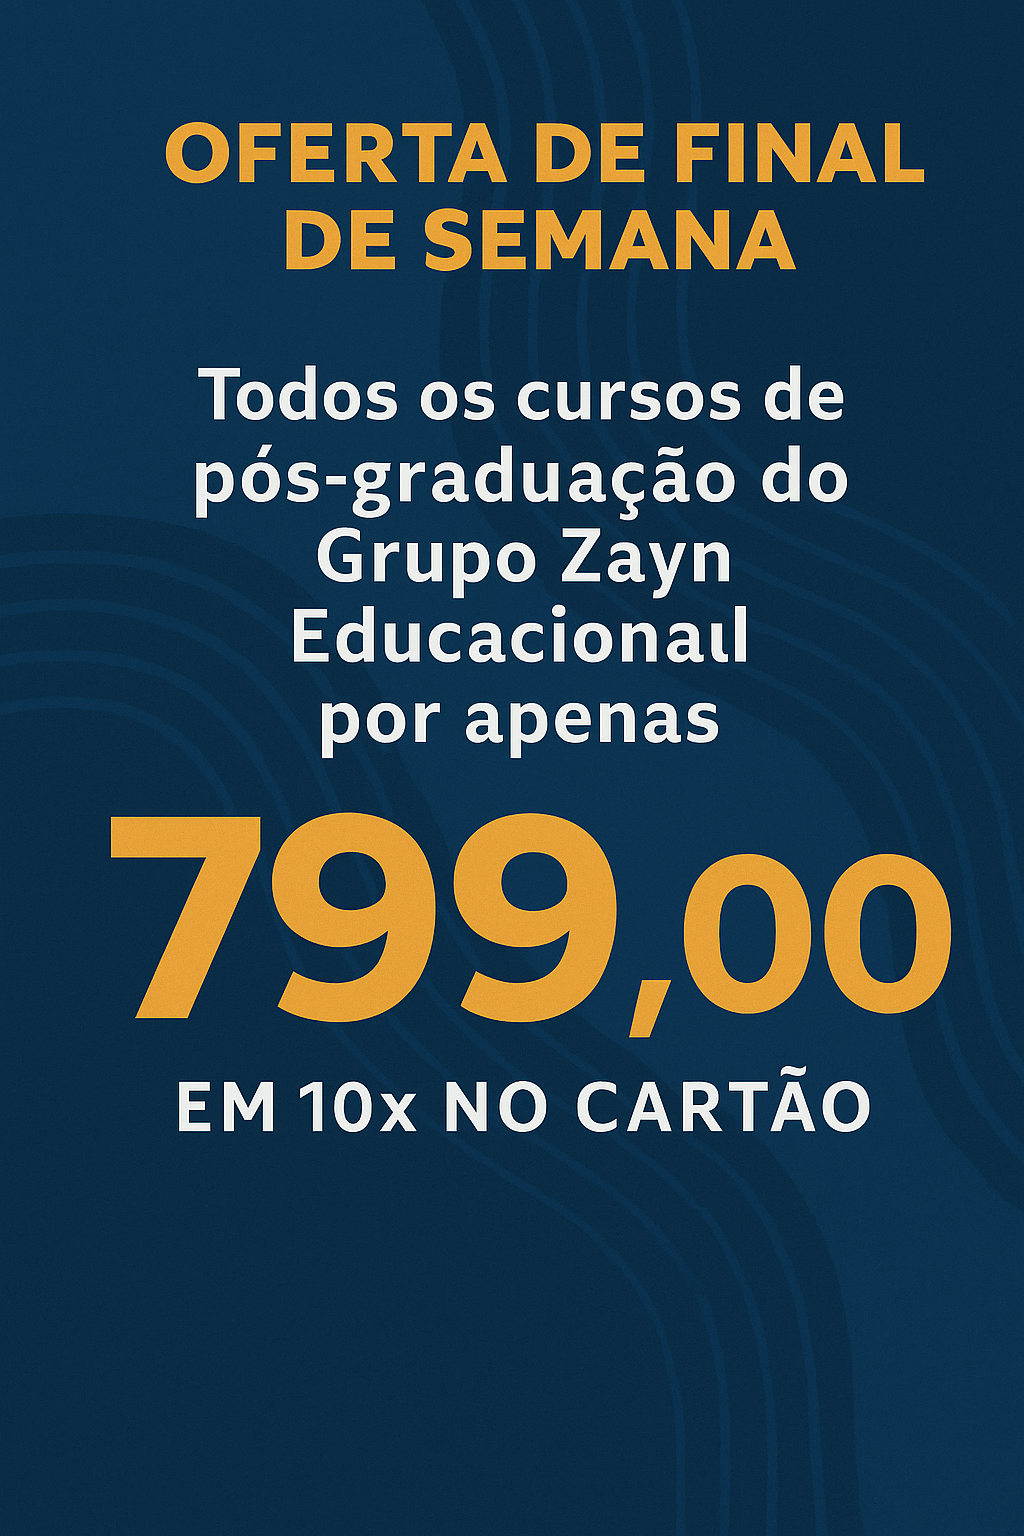 OFERTA DE FINAL
DE SEMANA
Todos os cursos de
pós-graduação do
Grupo Zayn
Educacionaıl
por apenas
799,00
EM 10x NO CARTÃO